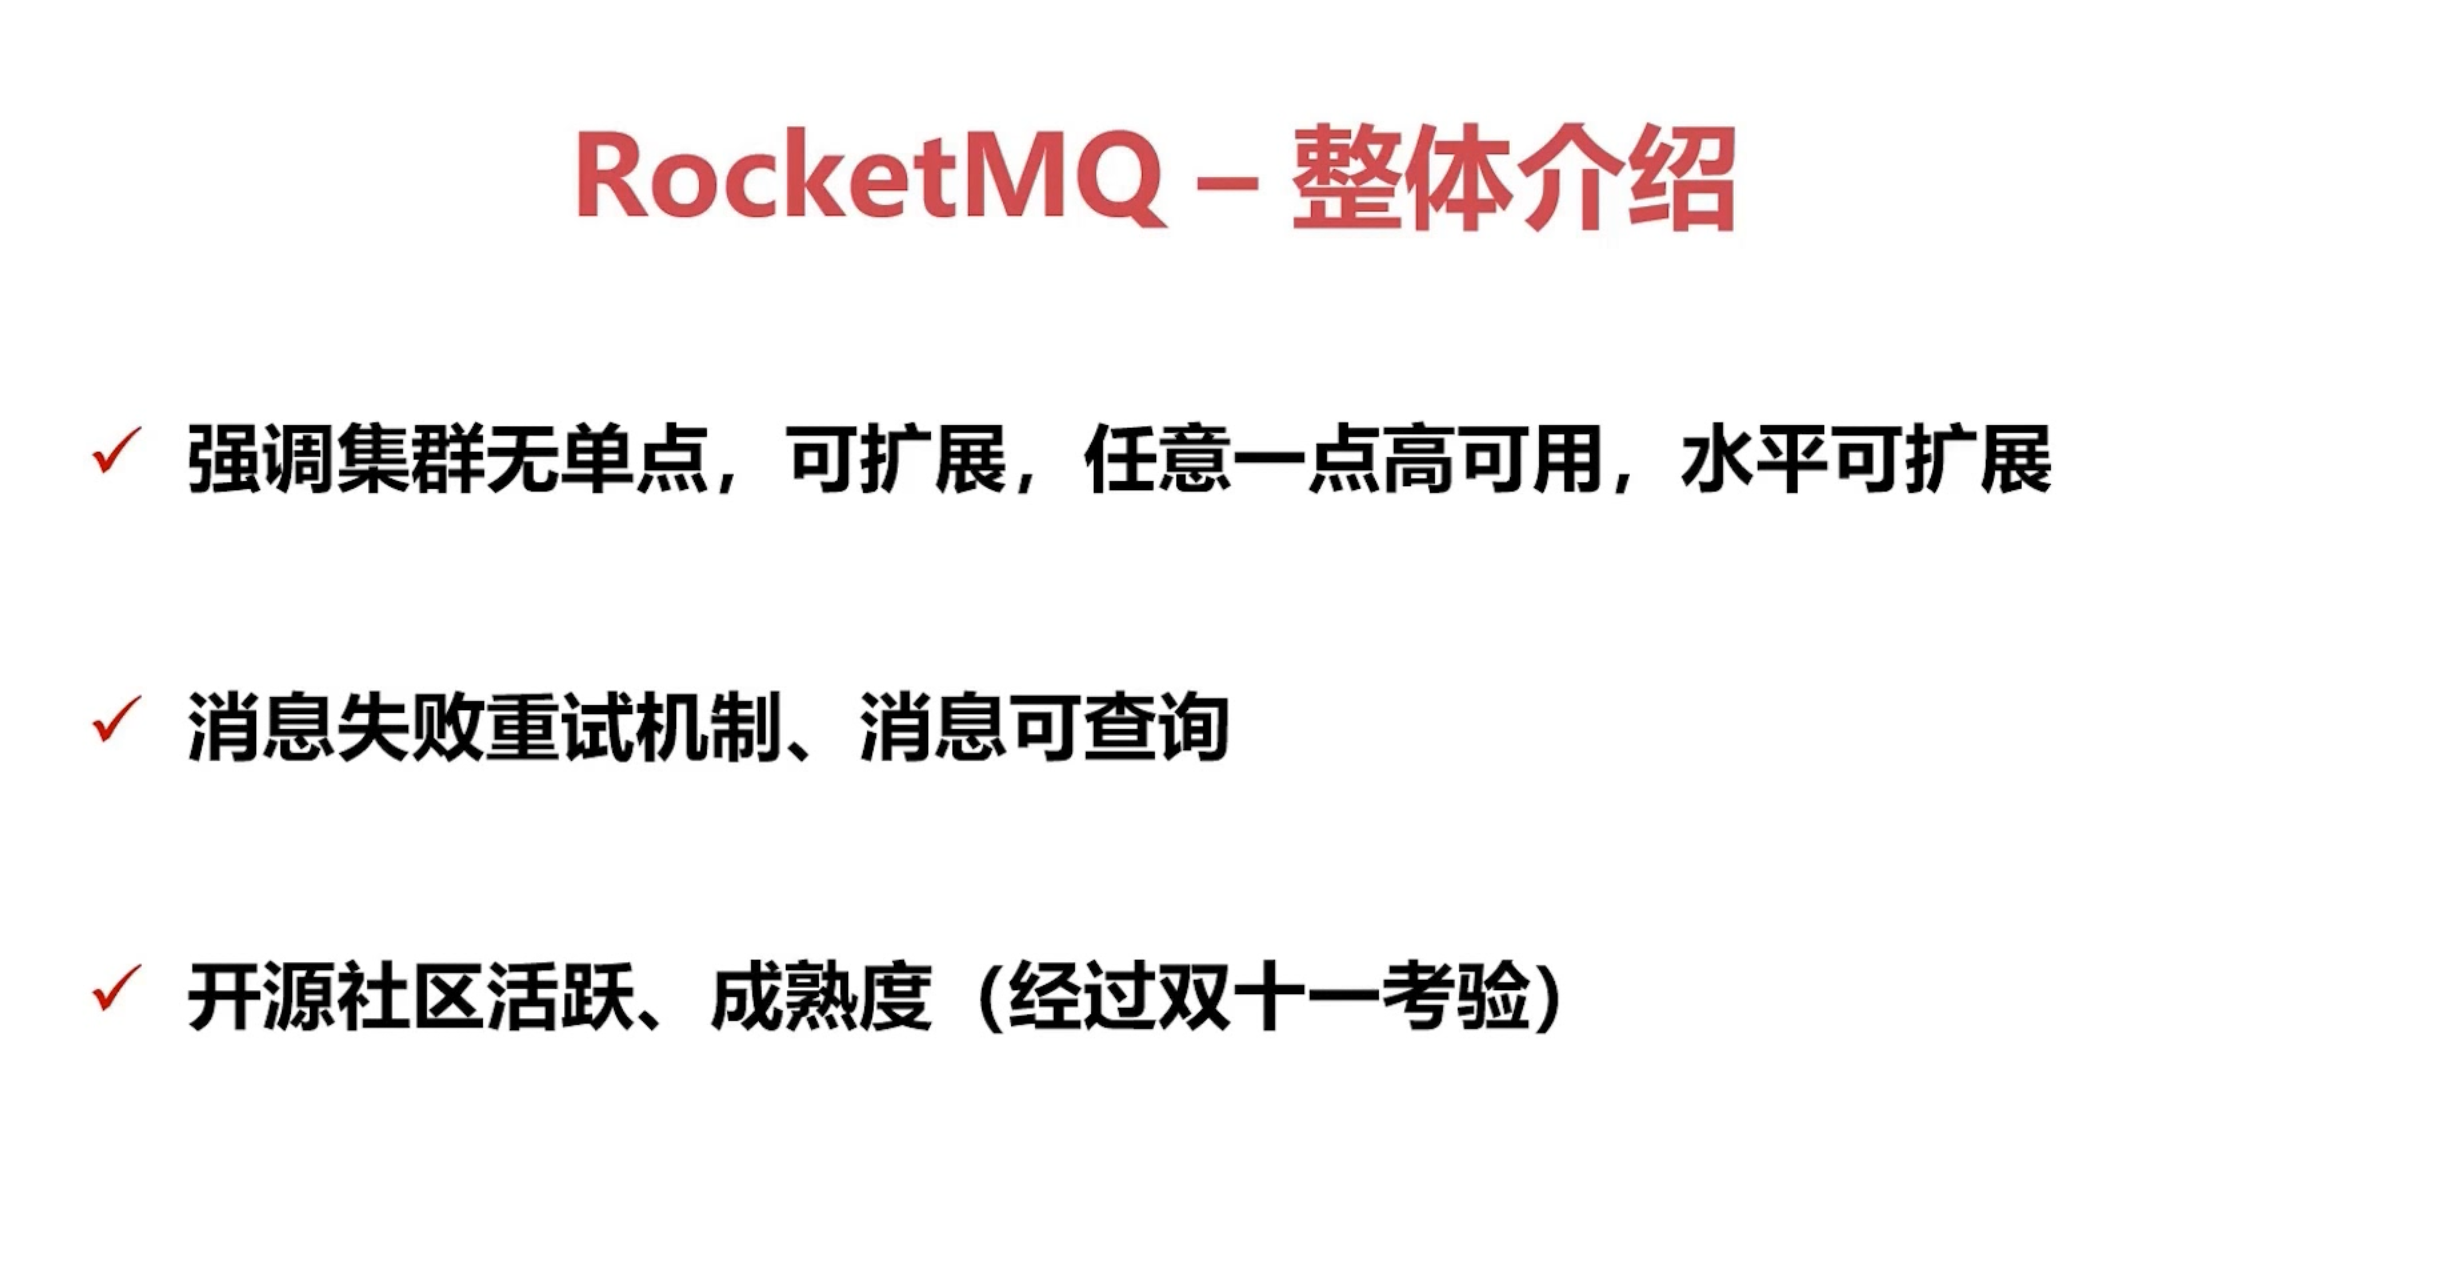 RocketMQ – 整体介绍
强调集群无单点，可扩展，任意一点高可用，水平可扩展
消息失败重试机制、消息可查询
开源社区活跃、成熟度（经过双十一考验）